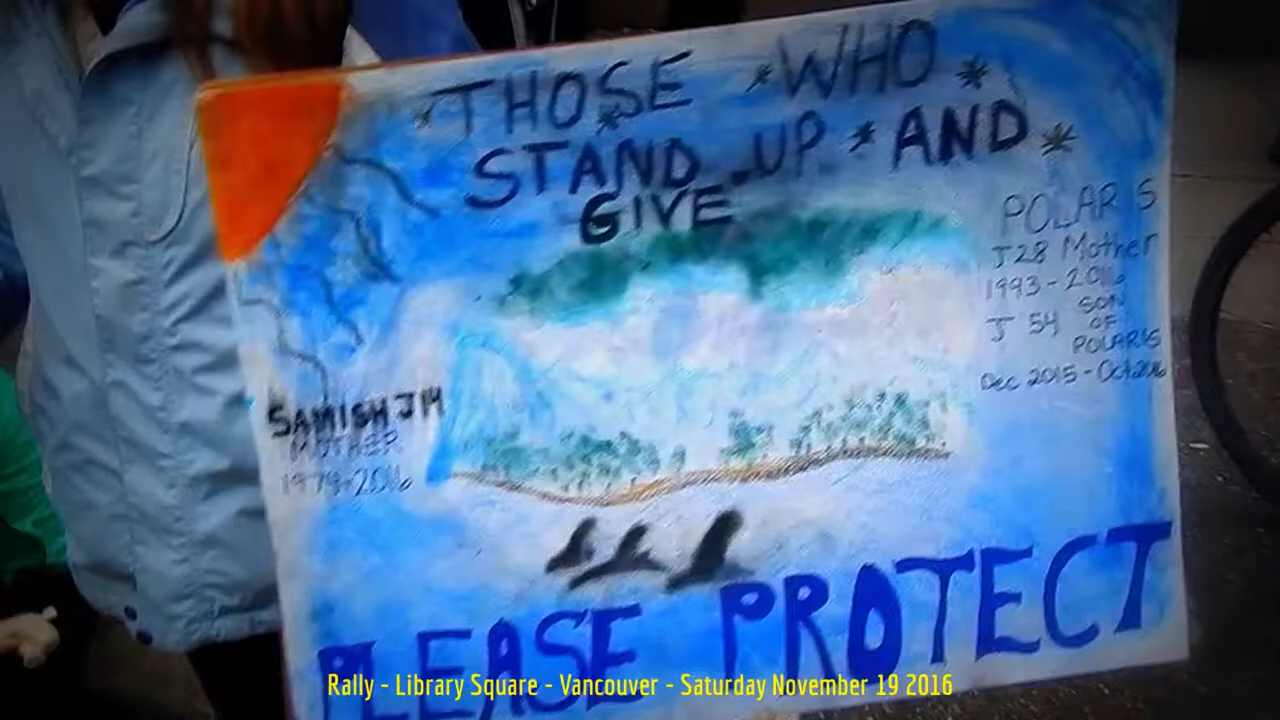 THOSE * WHO *
STAND UP * AND *
GIVE
POLARIS
J28 Mother
1993 - 2016
J 54 SON
OF
POLARIS
Dec 2015 - Oct 2016
SAMISH J14
MOTHER
1974-2016
PLEASE PROTECT
Rally - Library Square - Vancouver - Saturday November 19 2016